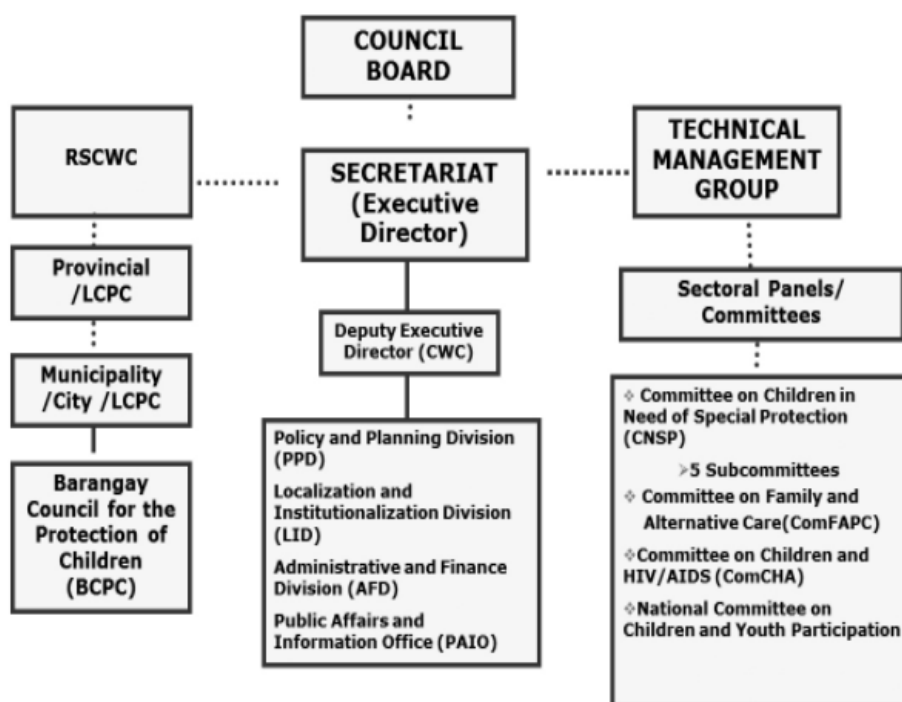 COUNCIL
BOARD
RSCWC
SECRETARIAT
(Executive
Director)
TECHNICAL
MANAGEMENT
GROUP
Provincial
/LCPC
Municipality
/City /LCPC
Barangay
Council for the
Protection of
Children
(BCPC)
Deputy Executive
Director (CWC)
Policy and Planning Division
(PPD)
Localization and
Institutionalization Division
(LID)
Administrative and Finance
Division (AFD)
Public Affairs and
Information Office (PAIO)
Sectoral Panels/
Committees
❖ Committee on Children in
Need of Special Protection
(CNSP)
➢5 Subcommittees
❖ Committee on Family and
Alternative Care(ComFAPC)
❖Committee on Children and
HIV/AIDS (ComCHA)
❖National Committee on
Children and Youth Participation